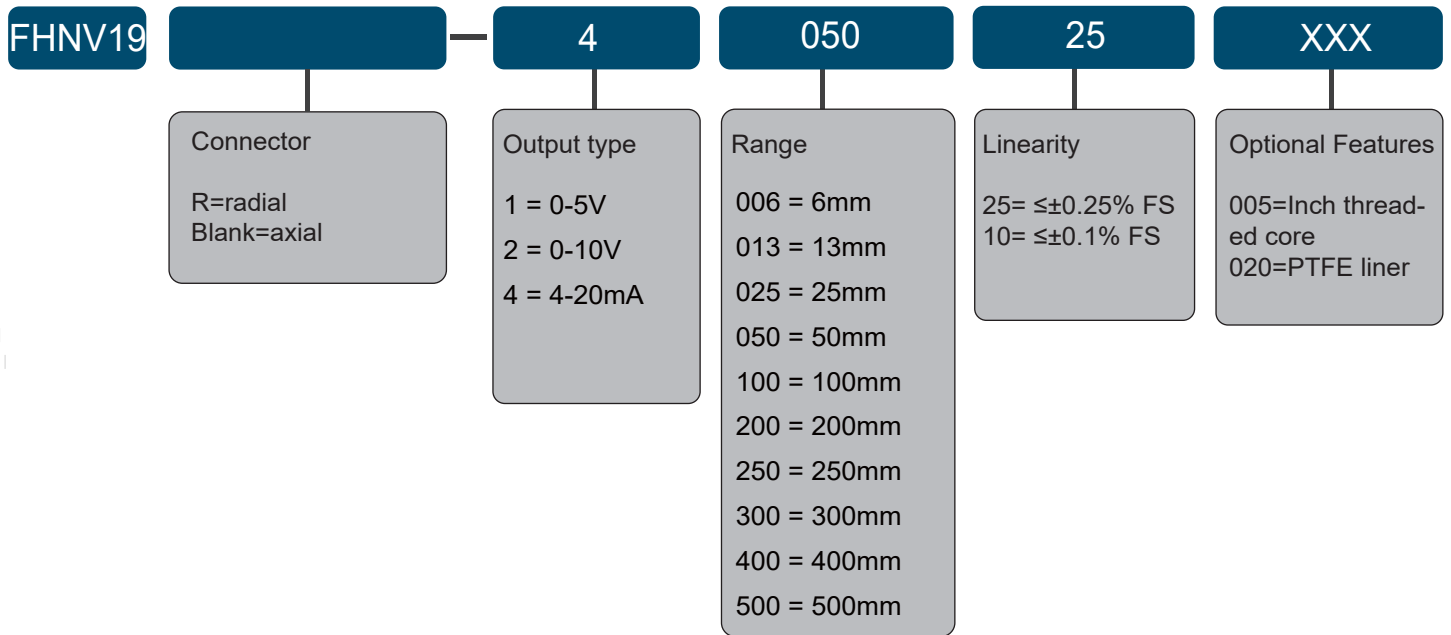 FHNV19 — 4 050 25 XXX
Connector
R=radial
Blank=axial
Output type
1 = 0-5V
2 = 0-10V
4 = 4-20mA
Range
006 = 6mm
013 = 13mm
025 = 25mm
050 = 50mm
100 = 100mm
200 = 200mm
250 = 250mm
300 = 300mm
400 = 400mm
500 = 500mm
Linearity
25= ≤±0.25% FS
10= ≤±0.1% FS
Optional Features
005=Inch thread-
ed core
020=PTFE liner